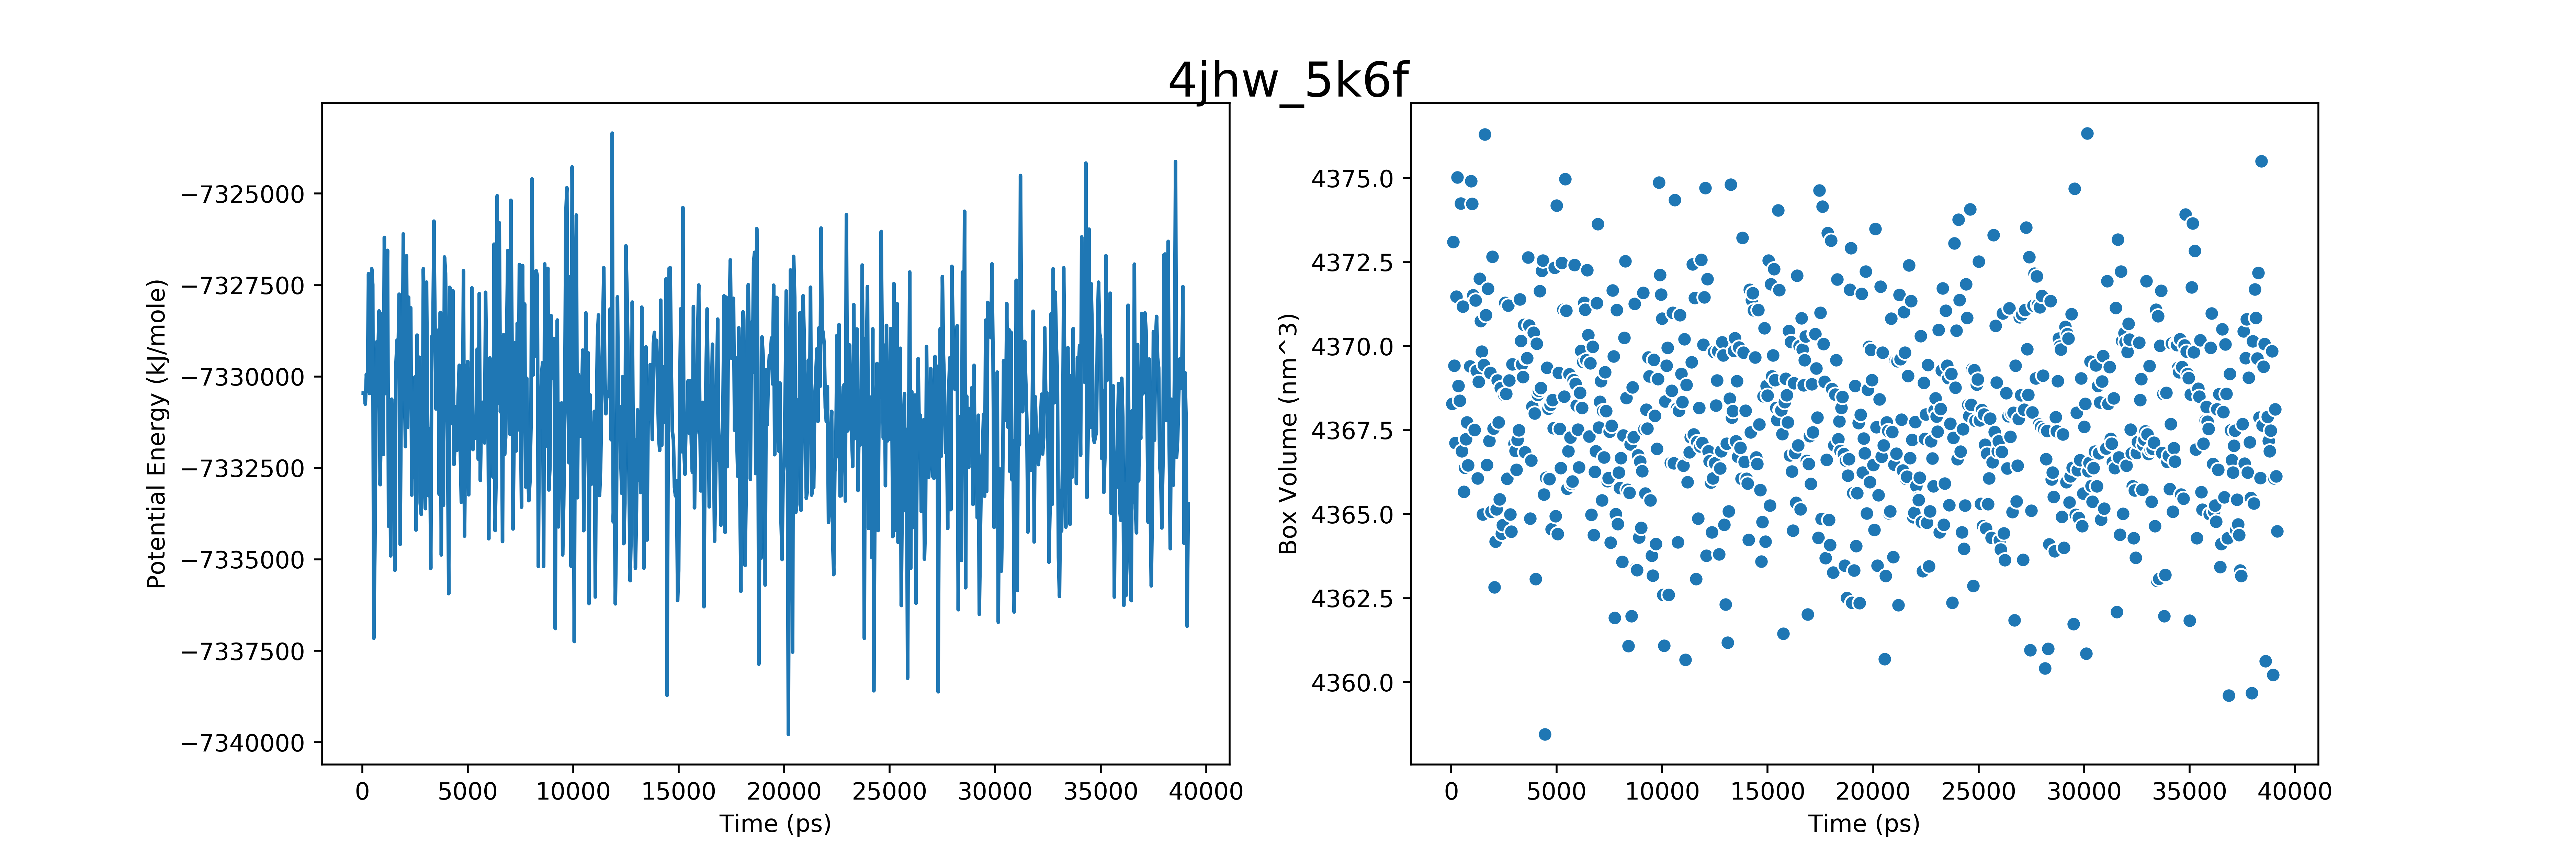 4jhw_5k6f
Potential Energy (kJ/mole)
−7325000
−7327500
−7330000
−7332500
−7335000
−7337500
−7340000
0 5000 10000 15000 20000 25000 30000 35000 40000
Time (ps)
Box Volume (nm^3)
4375.0
4372.5
4370.0
4367.5
4365.0
4362.5
4360.0
0 5000 10000 15000 20000 25000 30000 35000 40000
Time (ps)